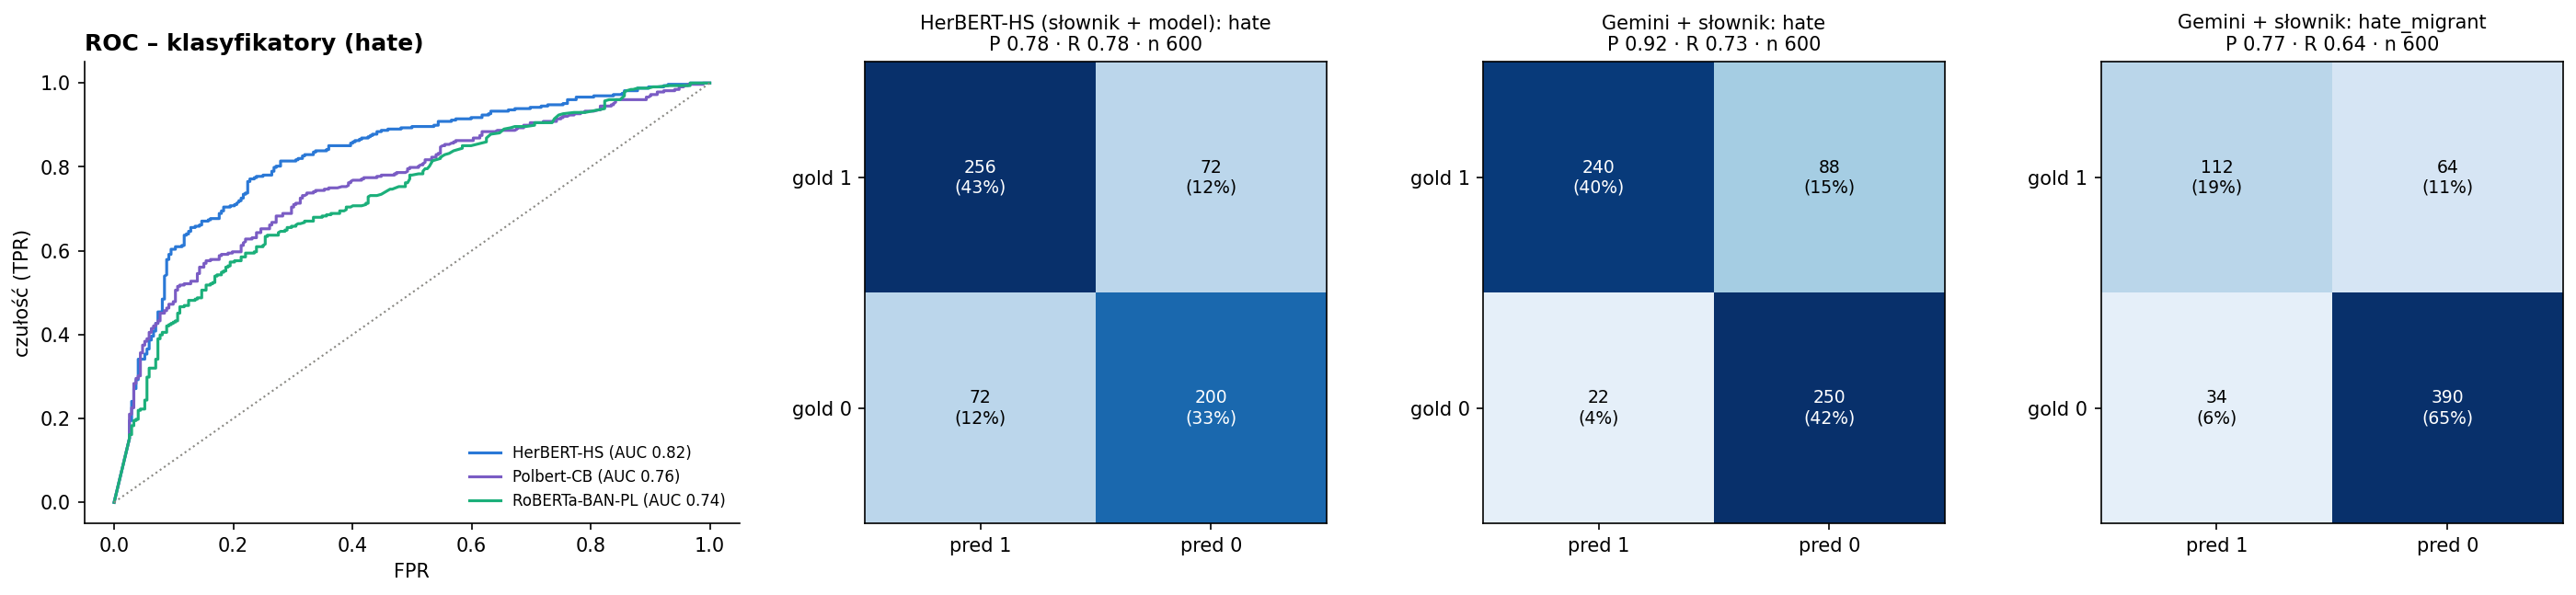 ROC – klasyfikatory (hate)
czułość (TPR)
1.0
0.8
0.6
0.4
0.2
0.0
0.0 0.2 0.4 0.6 0.8 1.0
FPR
HerBERT-HS (AUC 0.82)
Polbert-CB (AUC 0.76)
RoBERTa-BAN-PL (AUC 0.74)
HerBERT-HS (słownik + model): hate
P 0.78 · R 0.78 · n 600
gold 1
256
(43%)
72
(12%)
gold 0
72
(12%)
200
(33%)
pred 1 pred 0
Gemini + słownik: hate
P 0.92 · R 0.73 · n 600
gold 1
240
(40%)
88
(15%)
gold 0
22
(4%)
250
(42%)
pred 1 pred 0
Gemini + słownik: hate_migrant
P 0.77 · R 0.64 · n 600
gold 1
112
(19%)
64
(11%)
gold 0
34
(6%)
390
(65%)
pred 1 pred 0